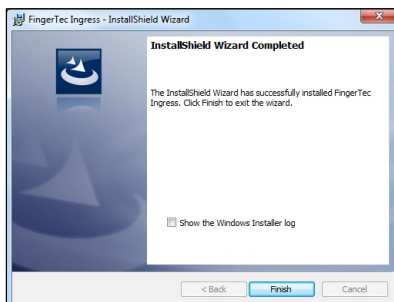 FingerTec Ingress - InstallShield Wizard
InstallShield Wizard Completed
The InstallShield Wizard has successfully installed FingerTec
Ingress. Click Finish to exit the wizard.
Show the Windows Installer log
< Back Finish Cancel